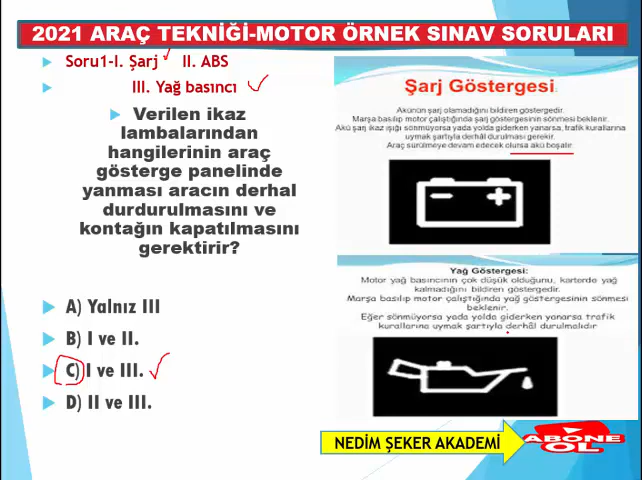 2021 ARAÇ TEKNİĞİ-MOTOR ÖRNEK SINAV SORULARI
Soru1-I. Şarj II. ABS
III. Yağ basıncı
Verilen ikaz
lambalarından
hangilerinin araç
gösterge panelinde
yanması aracın derhal
durdurulmasını ve
kontağın kapatılmasını
gerektirir?
A) Yalnız III
B) I ve II.
C) I ve III.
D) II ve III.
Şarj Göstergesi
Akünün şarj olamadığını bildiren göstergedir.
Marşa basılıp motor çalıştığında şarj göstergesinin sönmesi beklenir.
Akü şarj ikaz ışığı sönmüyorsa yada yolda giderken yanarsa, trafik kurallarına
uymak şartıyla derhâl durulması gerekir.
Araç sürülmeye devam edecek olursa akü boşalır.
Yağ Göstergesi:
Motor yağ basıncının çok düşük olduğunu, karterde yağ
kalmadığını bildiren göstergedir.
Marşa basılıp motor çalıştığında yağ göstergesinin sönmesi
beklenir.
Eğer sönmüyorsa yada yolda giderken yanarsa trafik
kurallarına uymak şartıyla derhâl durulmalıdır
NEDİM ŞEKER AKADEMİ
ABONE
OL